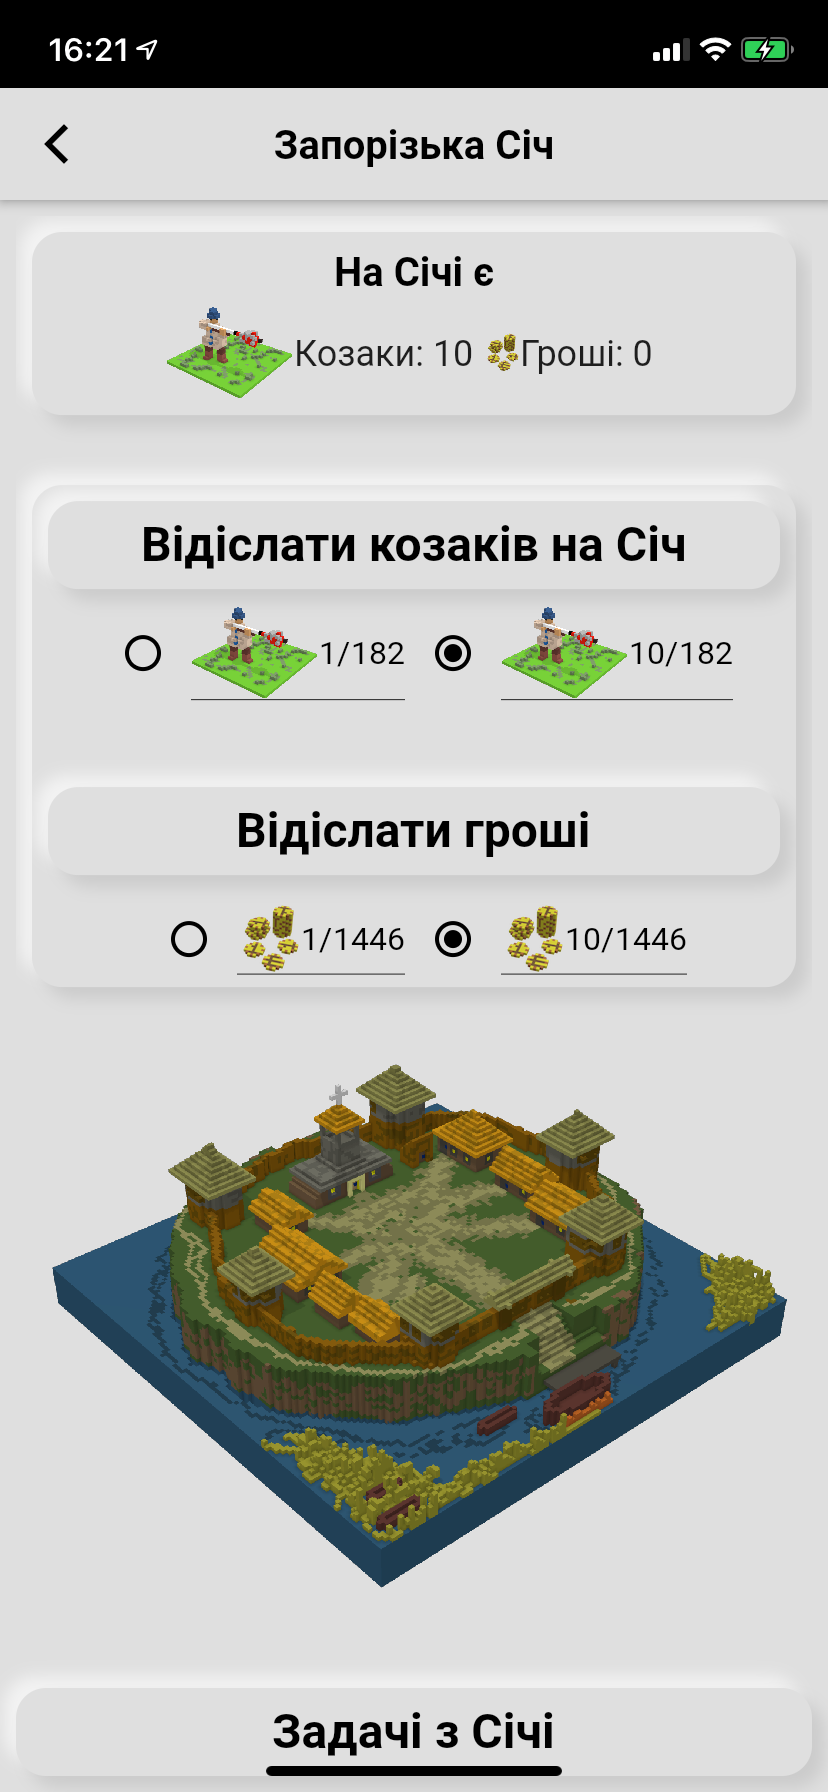 16:21
Запорізька Січ
На Січі є
Козаки: 10 Гроші: 0
Відіслати козаків на Січ
1/182 10/182
Відіслати гроші
1/1446 10/1446
Задачі з Січі